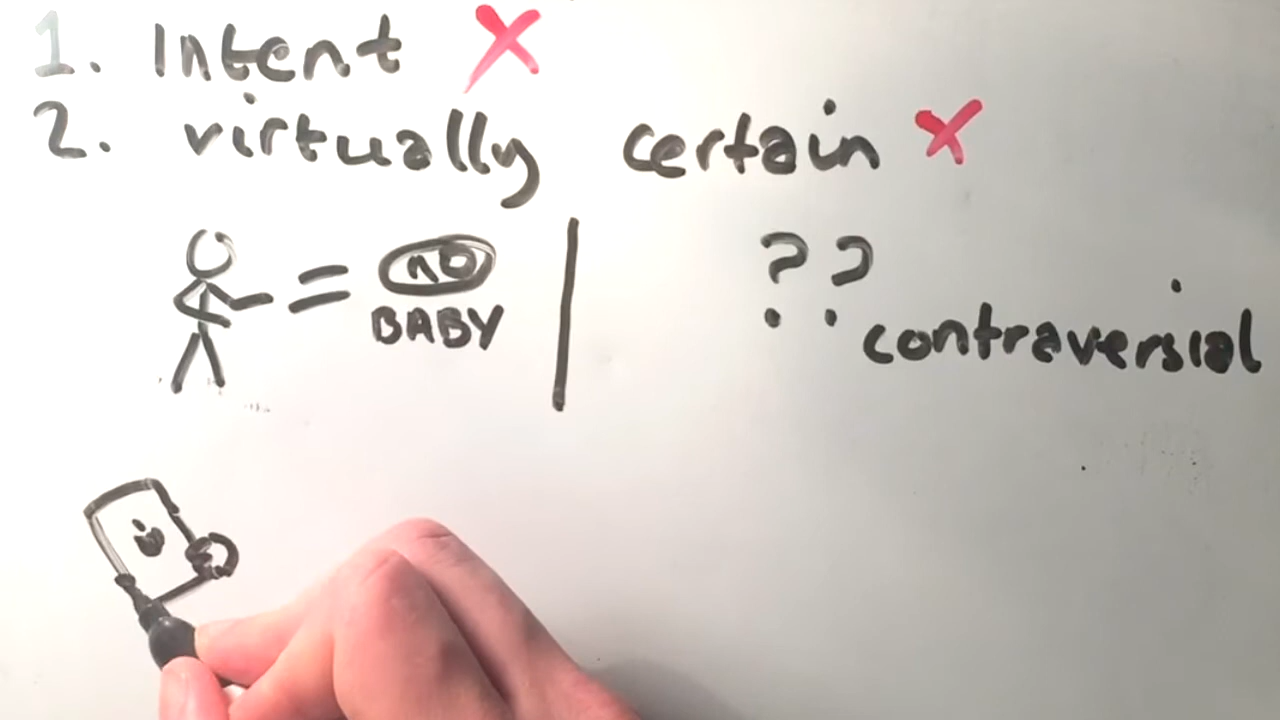 1. Intent X
2. virtually certain X
= no
BABY
??
contraversial